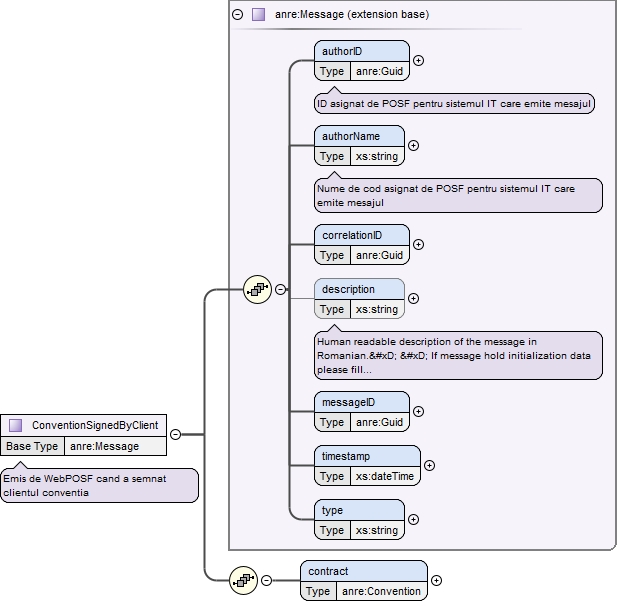 anre:Message (extension base)
authorID
Type anre:Guid
ID asignat de POSF pentru sistemul IT care emite mesajul
authorName
Type xs:string
Nume de cod asignat de POSF pentru sistemul IT care
emite mesajul
correlationID
Type anre:Guid
description
Type xs:string
Human readable description of the message in
Romanian.&#xD; &#xD; If message hold initialization data
please fill...
messageID
Type anre:Guid
timestamp
Type xs:dateTime
type
Type xs:string
ConventionSignedByClient
Base Type anre:Message
Emis de WebPOSF cand a semnat
clientul conventia
contract
Type anre:Convention